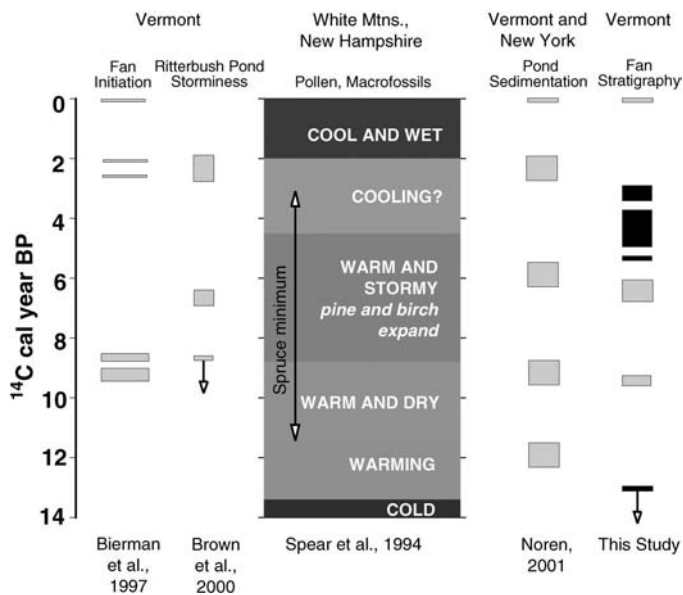 Vermont
White Mtns.,
New Hampshire
Vermont and
New York
Vermont
Fan
Initiation
Ritterbush Pond
Storminess
Pollen, Macrofossils
Pond
Sedimentation
Fan
Stratigraphy
14C cal year BP
0
2
4
6
8
10
12
14
COOL AND WET
COOLING?
WARM AND
STORMY
pine and birch
expand
Spruce minimum
WARM AND DRY
WARMING
COLD
Bierman
et al.,
1997
Brown
et al.,
2000
Spear et al., 1994
Noren,
2001
This Study